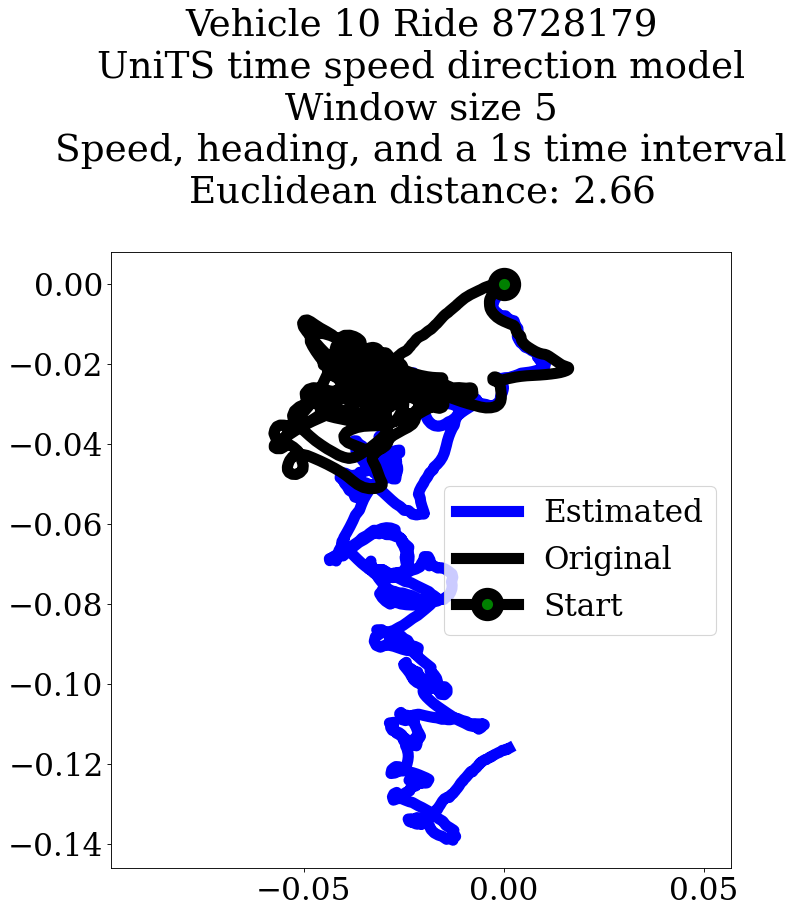 Vehicle 10 Ride 8728179
UniTS time speed direction model
Window size 5
Speed, heading, and a 1s time interval
Euclidean distance: 2.66
0.00
−0.02
−0.04
−0.06
−0.08
−0.10
−0.12
−0.14
Estimated
Original
Start
−0.05
0.00
0.05